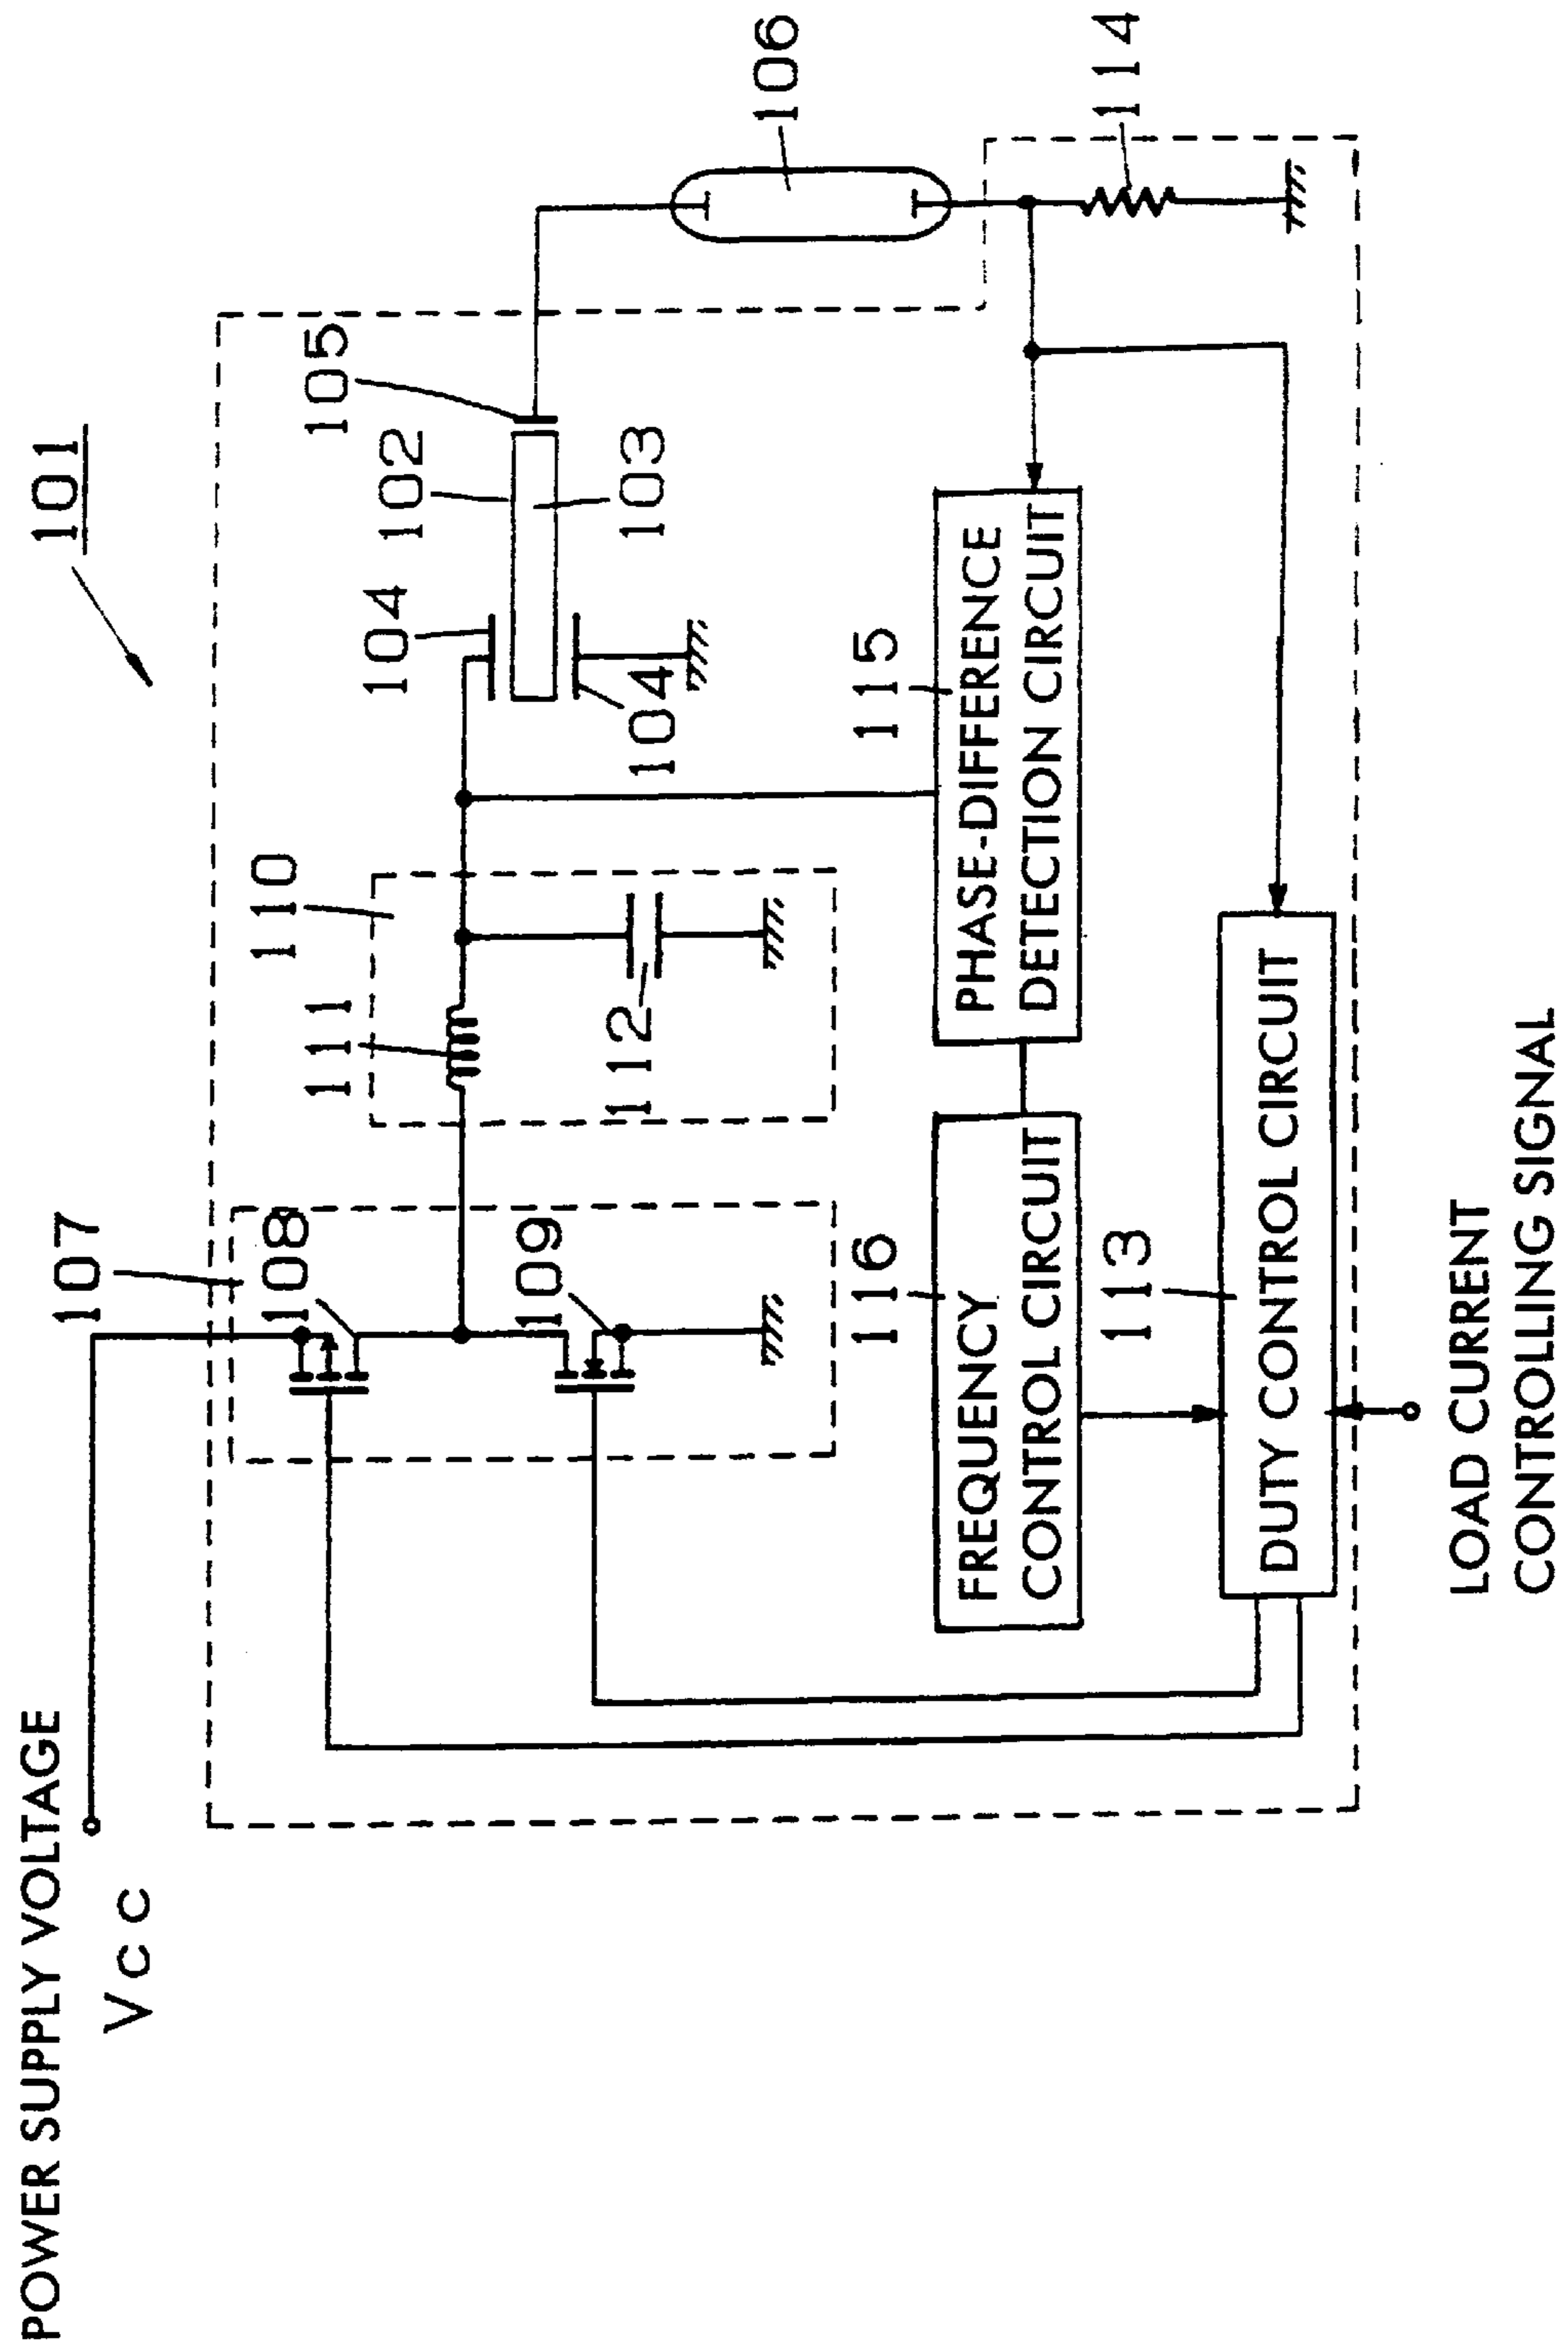 101
POWER SUPPLY VOLTAGE
Vcc
107
108
109
110
111
112
104
104
102
105
103
106
116
FREQUENCY
CONTROL CIRCUIT
115
PHASE-DIFFERENCE
DETECTION CIRCUIT
114
113
DUTY CONTROL CIRCUIT
LOAD CURRENT
CONTROLLING SIGNAL